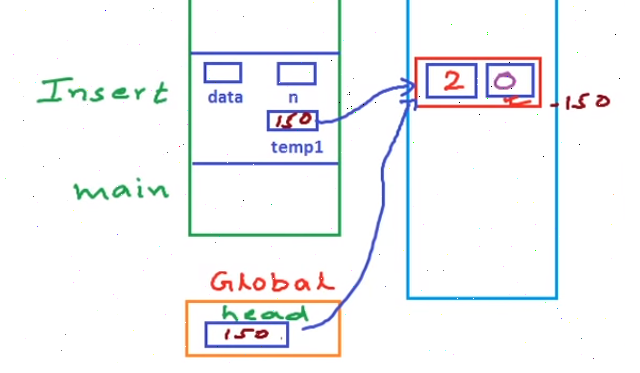 Insert
data n
150
temp1
2 0
-150
main
Global
head
150